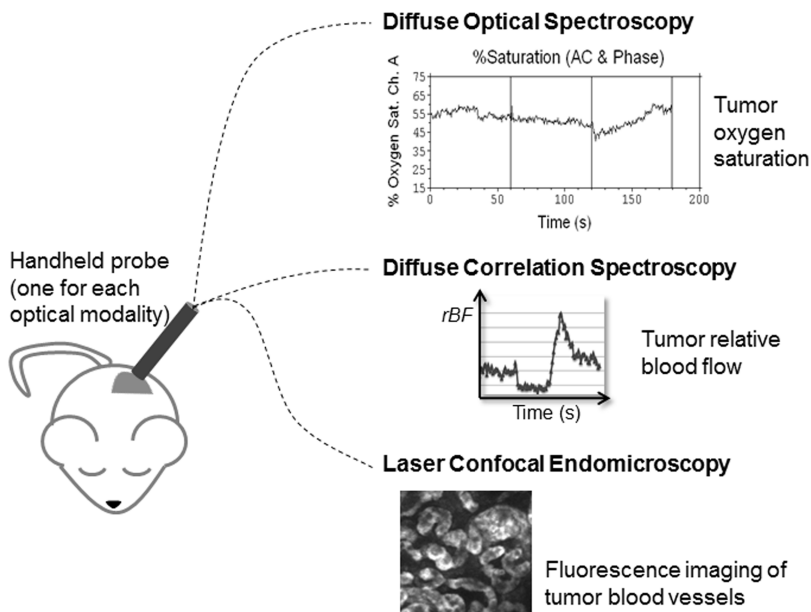 Diffuse Optical Spectroscopy
%Saturation (AC & Phase)
% Oxygen Sat. Ch. A
75
65
55
45
35
25
15
0
50
100
150
200
Time (s)
Tumor
oxygen
saturation
Handheld probe
(one for each
optical modality)
Diffuse Correlation Spectroscopy
rBF
Time (s)
Tumor relative
blood flow
Laser Confocal Endomicroscopy
Fluorescence imaging of
tumor blood vessels